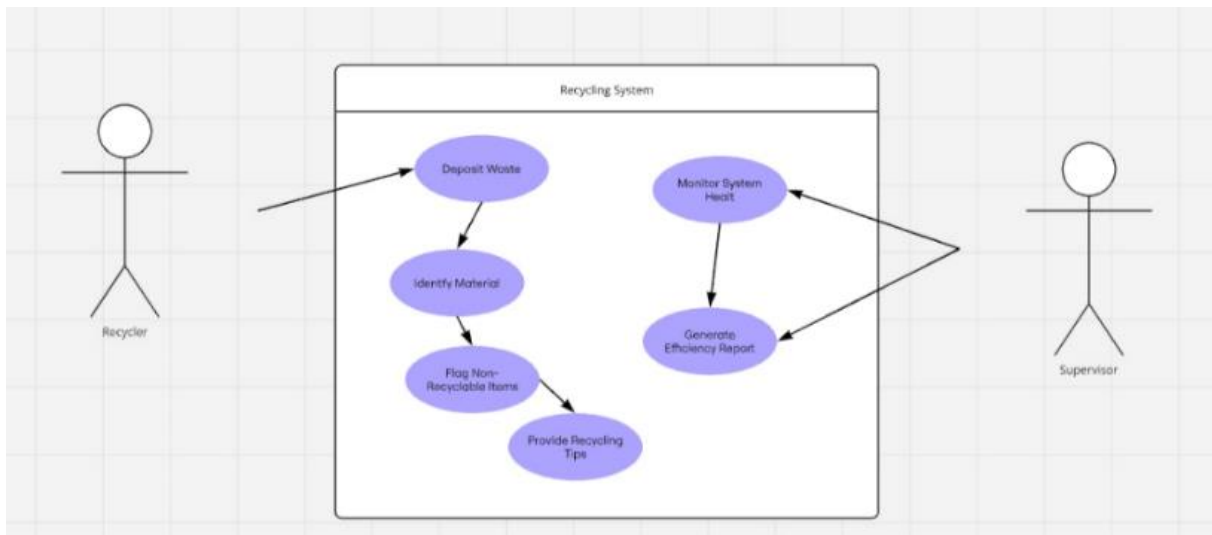 Recycling System
Deposit Waste
Monitor System
Healt
Identify Material
Generate
Efficiency Report
Flag Non-
Recyclable Items
Provide Recycling
Tips
Recycler
Supervisor